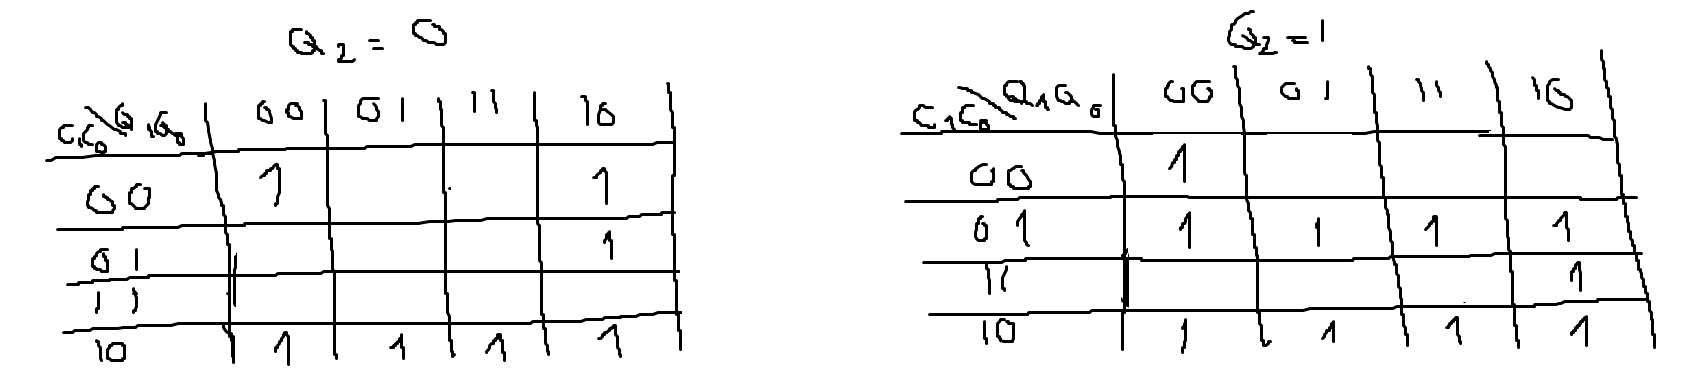 Q2 = 0
C1C0\Q1Q0 00 01 11 10
00 1 1
01 1
11
10 1 1 1 1
Q2 = 1
C1C0\Q1Q0 00 01 11 10
00 1
01 1 1 1 1
11 1
10 1 1 1 1